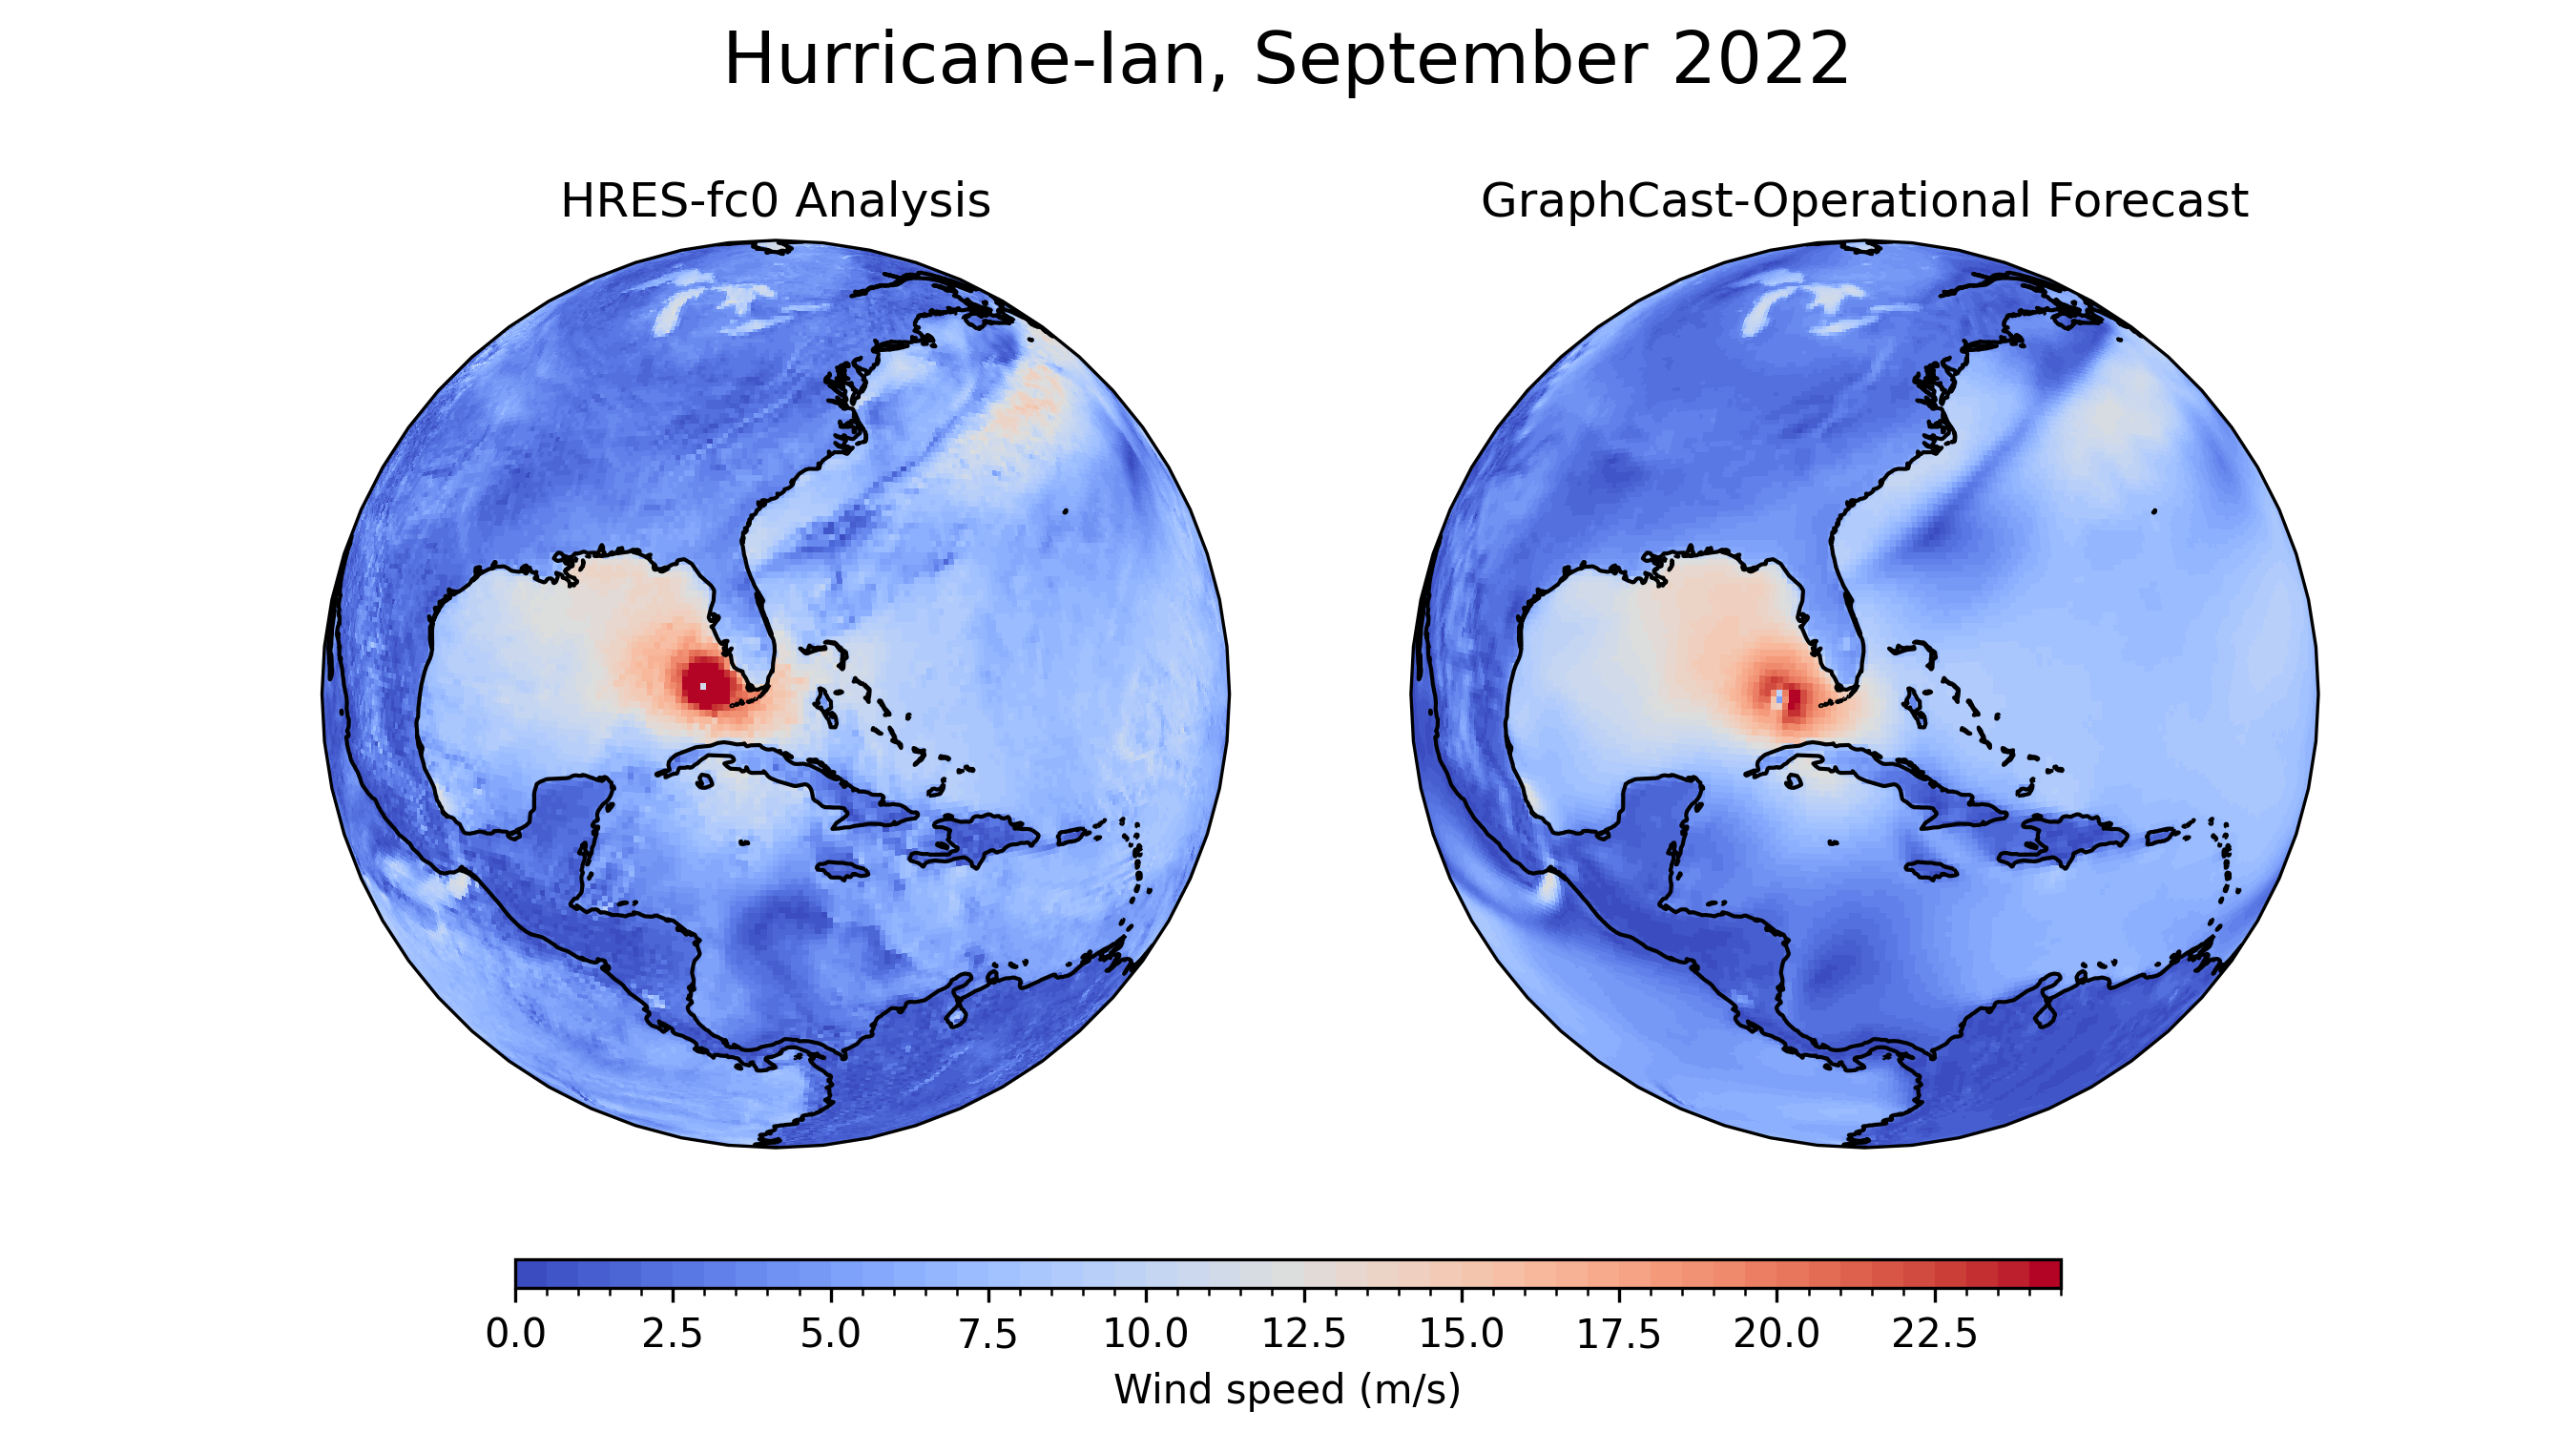 Hurricane-Ian, September 2022
HRES-fc0 Analysis
GraphCast-Operational Forecast
0.0 2.5 5.0 7.5 10.0 12.5 15.0 17.5 20.0 22.5
Wind speed (m/s)